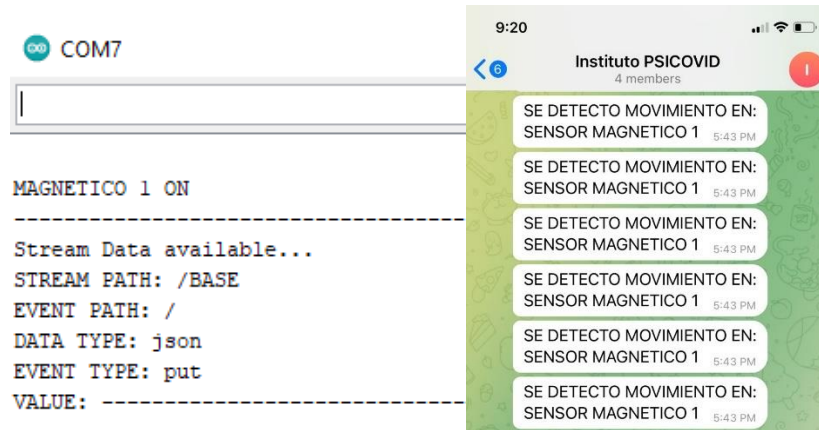 COM7
MAGNETICO 1 ON
----------------------------------
Stream Data available...
STREAM PATH: /BASE
EVENT PATH: /
DATA TYPE: json
EVENT TYPE: put
VALUE: ----------------------------
9:20
6
Instituto PSICOVID
4 members
I
SE DETECTO MOVIMIENTO EN:
SENSOR MAGNETICO 1 5:43 PM
SE DETECTO MOVIMIENTO EN:
SENSOR MAGNETICO 1 5:43 PM
SE DETECTO MOVIMIENTO EN:
SENSOR MAGNETICO 1 5:43 PM
SE DETECTO MOVIMIENTO EN:
SENSOR MAGNETICO 1 5:43 PM
SE DETECTO MOVIMIENTO EN:
SENSOR MAGNETICO 1 5:43 PM
SE DETECTO MOVIMIENTO EN:
SENSOR MAGNETICO 1 5:43 PM